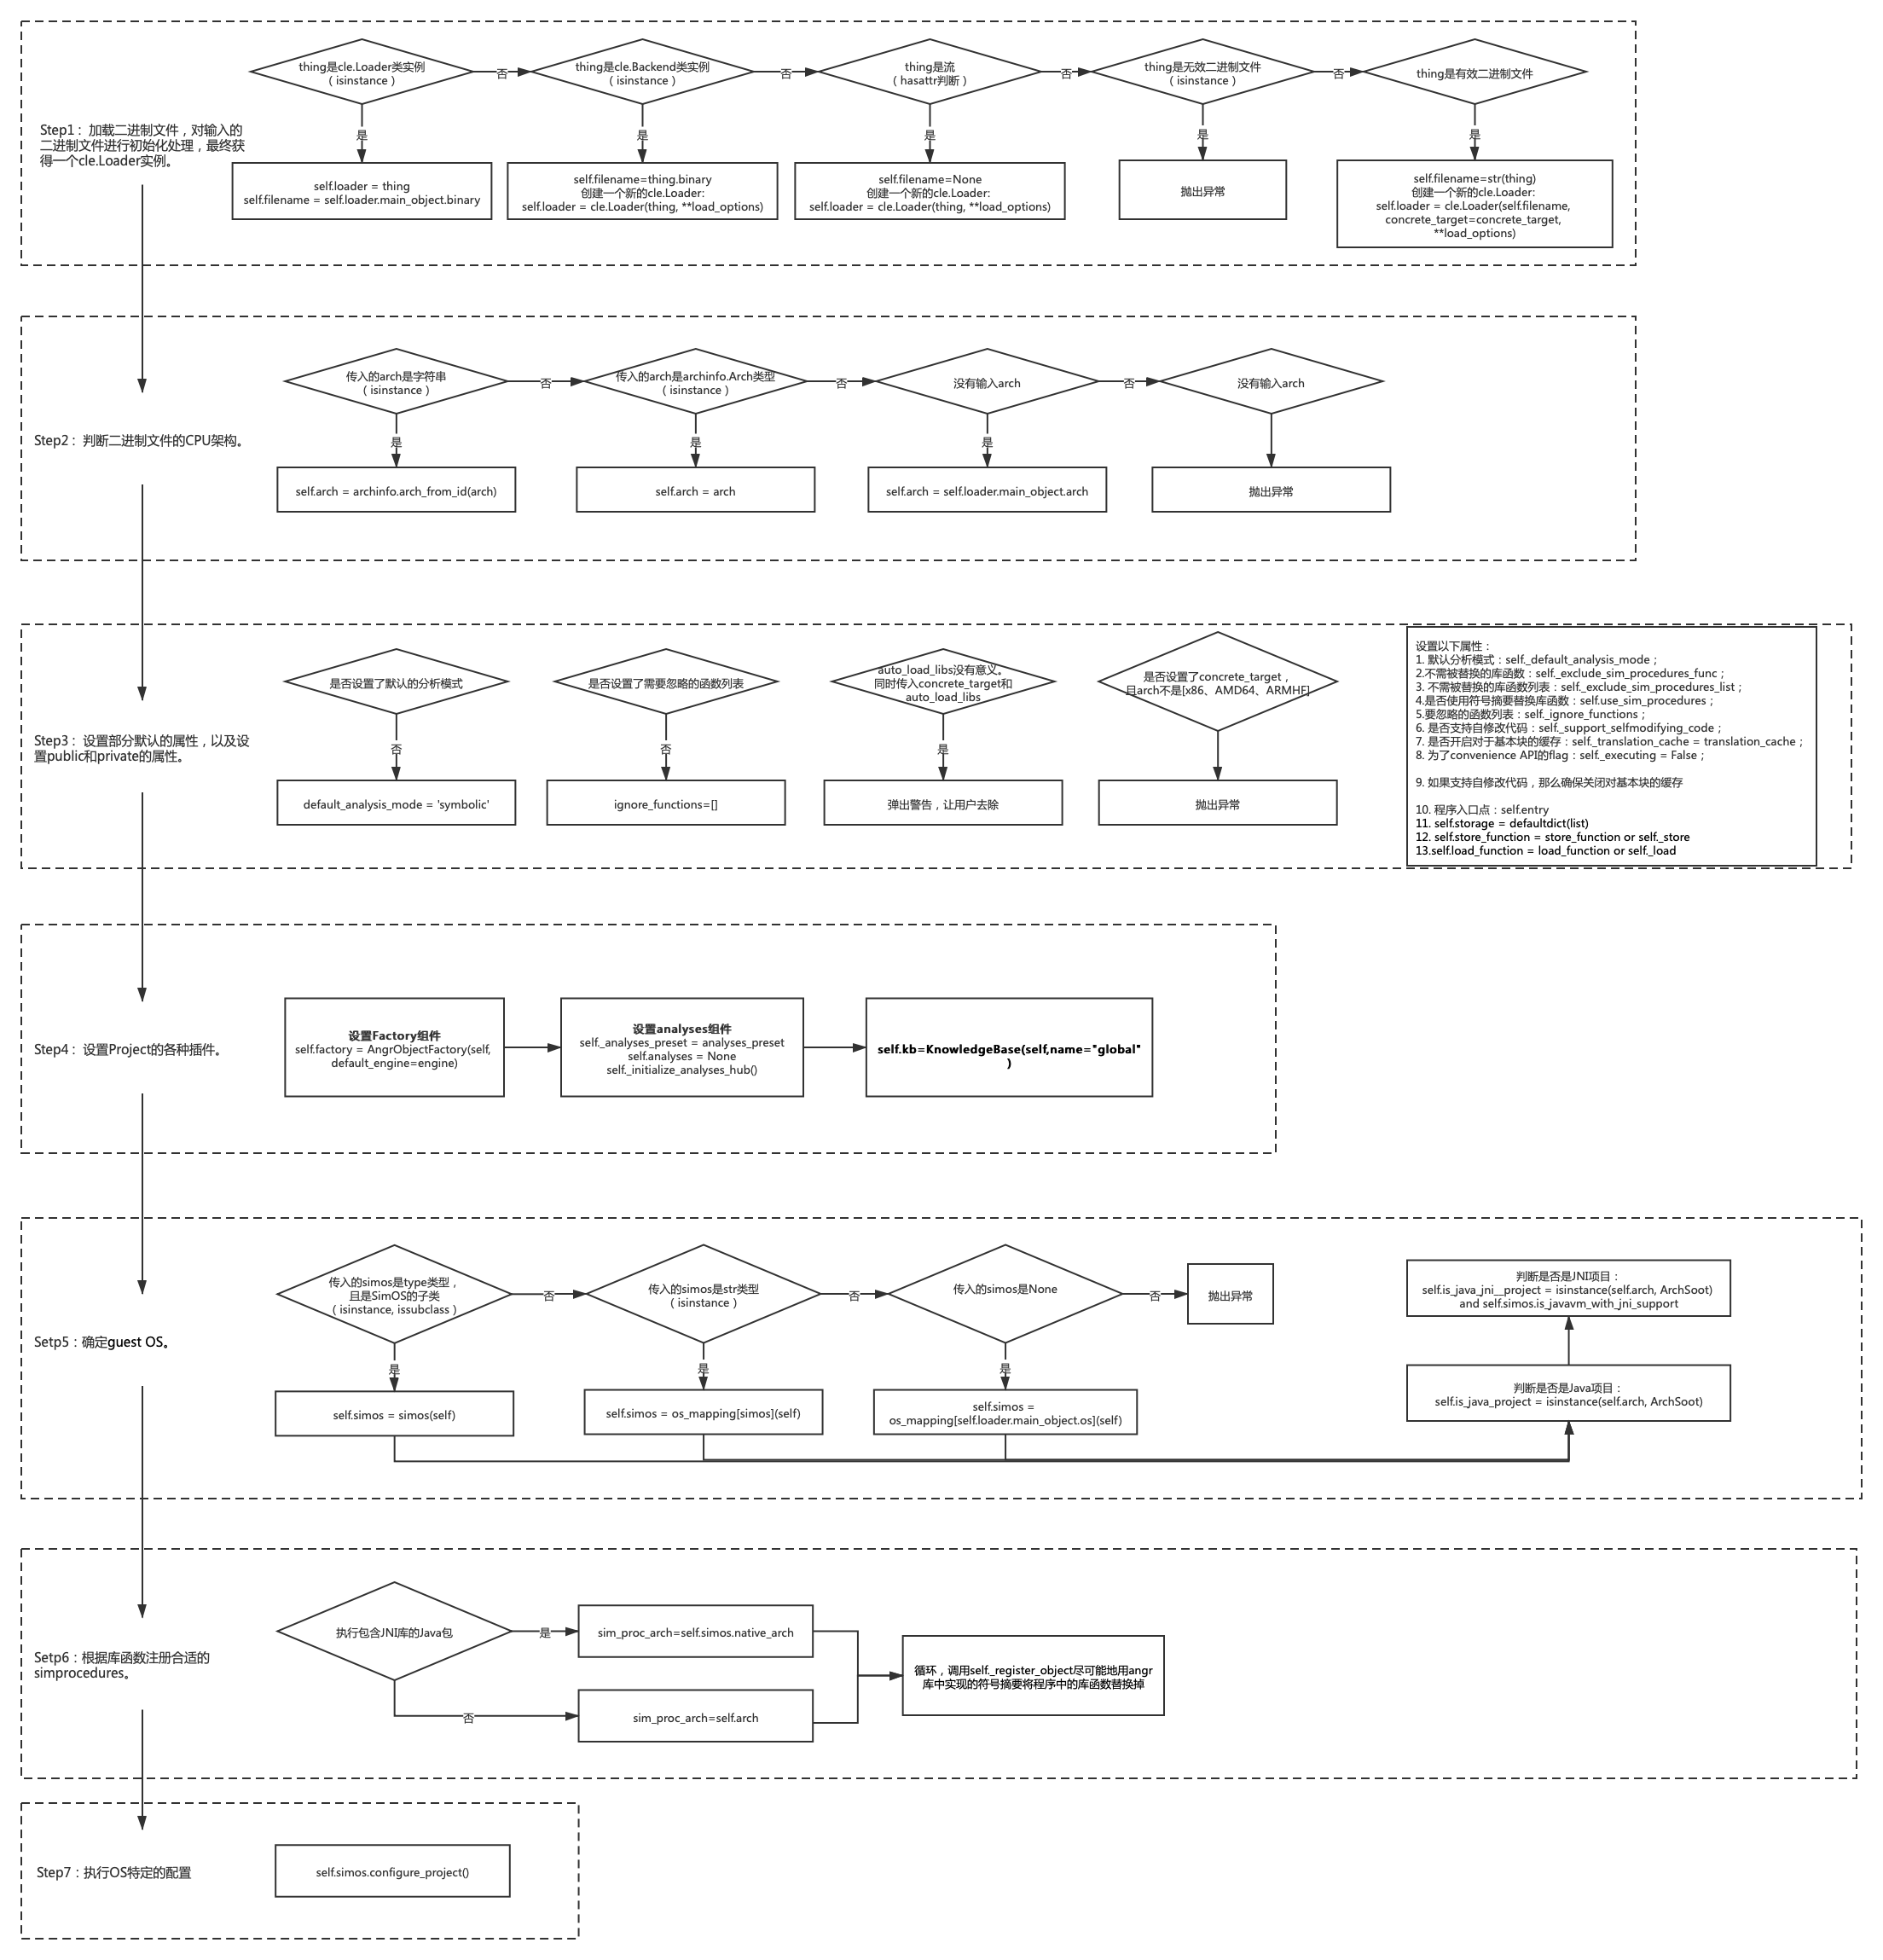 Step1： 加载二进制文件，对输入的
二进制文件进行初始化处理，最终获
得一个cle.Loader实例。
thing是cle.Loader类实例
（ isinstance ）
否
thing是cle.Backend类实例
（ isinstance ）
否
thing是流
（ hasattr判断 ）
否
thing是无效二进制文件
（ isinstance ）
否
thing是有效二进制文件
是
是
是
是
是
self.loader = thing
self.filename = self.loader.main_object.binary
self.filename=thing.binary
创建一个新的cle.Loader:
self.loader = cle.Loader(thing, **load_options)
self.filename=None
创建一个新的cle.Loader:
self.loader = cle.Loader(thing, **load_options)
抛出异常
self.filename=str(thing)
创建一个新的cle.Loader:
self.loader = cle.Loader(self.filename,
concrete_target=concrete_target,
**load_options)
Step2： 判断二进制文件的CPU架构。
传入的arch是字符串
（ isinstance ）
否
传入的arch是archinfo.Arch类型
（ isinstance ）
否
没有输入arch
否
没有输入arch
是
是
是
self.arch = archinfo.arch_from_id(arch)
self.arch = arch
self.arch = self.loader.main_object.arch
抛出异常
Step3： 设置部分默认的属性，以及设
置public和private的属性。
是否设置了默认的分析模式
是否设置了需要忽略的函数列表
auto_load_libs没有意义。
同时传入concrete_target和
auto_load_libs
是否设置了concrete_target，
且arch不是[x86、AMD64、ARMHF]
否
否
是
default_analysis_mode = 'symbolic'
ignore_functions=[]
弹出警告，让用户去除
抛出异常
设置以下属性：
1. 默认分析模式：self._default_analysis_mode；
2.不需被替换的库函数：self._exclude_sim_procedures_func；
3. 不需被替换的库函数列表：self._exclude_sim_procedures_list；
4.是否使用符号摘要替换库函数：self.use_sim_procedures；
5.要忽略的函数列表：self._ignore_functions；
6. 是否支持自修改代码：self._support_selfmodifying_code；
7. 是否开启对于基本块的缓存：self._translation_cache = translation_cache；
8. 为了convenience API的flag：self._executing = False；
9. 如果支持自修改代码，那么确保关闭对基本块的缓存
10. 程序入口点：self.entry
11. self.storage = defaultdict(list)
12. self.store_function = store_function or self._store
13.self.load_function = load_function or self._load
Step4： 设置Project的各种插件。
设置Factory组件
self.factory = AngrObjectFactory(self,
default_engine=engine)
设置analyses组件
self._analyses_preset = analyses_preset
self.analyses = None
self._initialize_analyses_hub()
self.kb=KnowledgeBase(self,name="global"
)
Setp5：确定guest OS。
传入的simos是type类型，
且是SimOS的子类
（ isinstance, issubclass ）
否
传入的simos是str类型
（ isinstance ）
否
传入的simos是None
否
抛出异常
是
是
是
self.simos = simos(self)
self.simos = os_mapping[simos](self)
self.simos =
os_mapping[self.loader.main_object.os](self)
判断是否是JNI项目：
self.is_java_jni__project = isinstance(self.arch, ArchSoot)
and self.simos.is_javavm_with_jni_support
判断是否是Java项目：
self.is_java_project = isinstance(self.arch, ArchSoot)
Setp6：根据库函数注册合适的
simprocedures。
执行包含JNI库的Java包
是
sim_proc_arch=self.simos.native_arch
否
sim_proc_arch=self.arch
循环，调用self._register_object尽可能地用angr
库中实现的符号摘要将程序中的库函数替换掉
Step7：执行OS特定的配置
self.simos.configure_project()